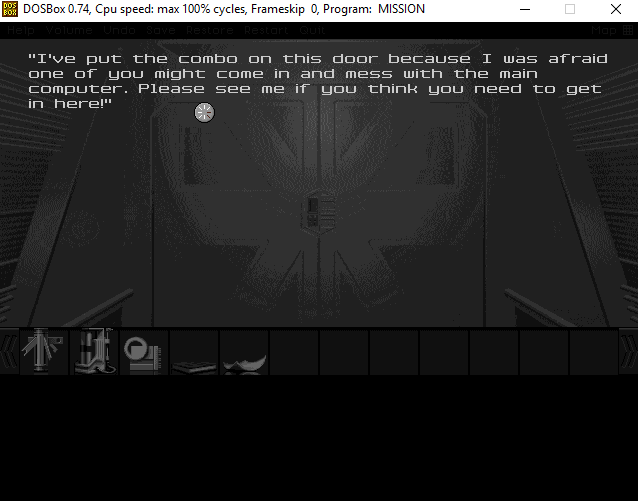 DOS
BOX
DOSBox 0.74, Cpu speed: max 100% cycles, Frameskip 0, Program: MISSION
Help Volume Undo Save Restore Restart Quit Map
"I've put the combo on this door because I was afraid
one of you might come in and mess with the main
computer. Please see me if you think you need to get
in here!"